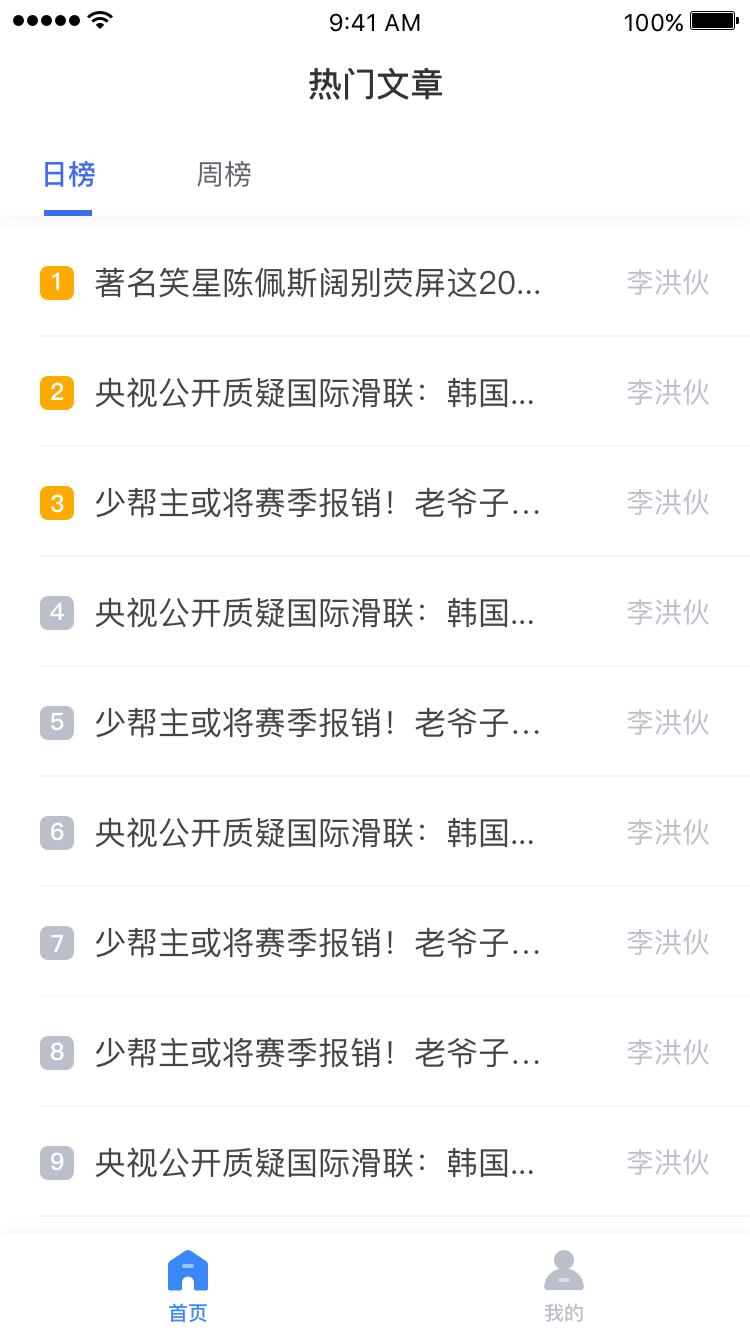 9:41 AM 100%
热门文章
日榜 周榜
1 著名笑星陈佩斯阔别荧屏这20... 李洪伙
2 央视公开质疑国际滑联：韩国... 李洪伙
3 少帮主或将赛季报销！老爷子... 李洪伙
4 央视公开质疑国际滑联：韩国... 李洪伙
5 少帮主或将赛季报销！老爷子... 李洪伙
6 央视公开质疑国际滑联：韩国... 李洪伙
7 少帮主或将赛季报销！老爷子... 李洪伙
8 少帮主或将赛季报销！老爷子... 李洪伙
9 央视公开质疑国际滑联：韩国... 李洪伙
首页 我的